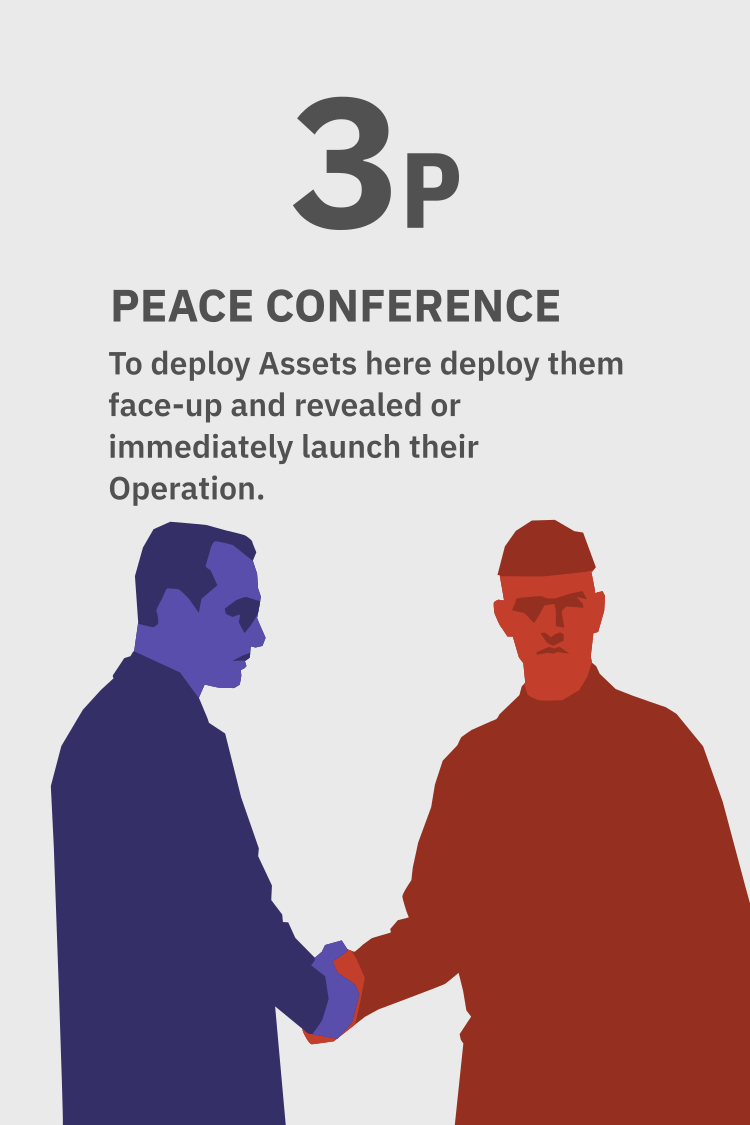 3P
PEACE CONFERENCE
To deploy Assets here deploy them
face-up and revealed or
immediately launch their
Operation.